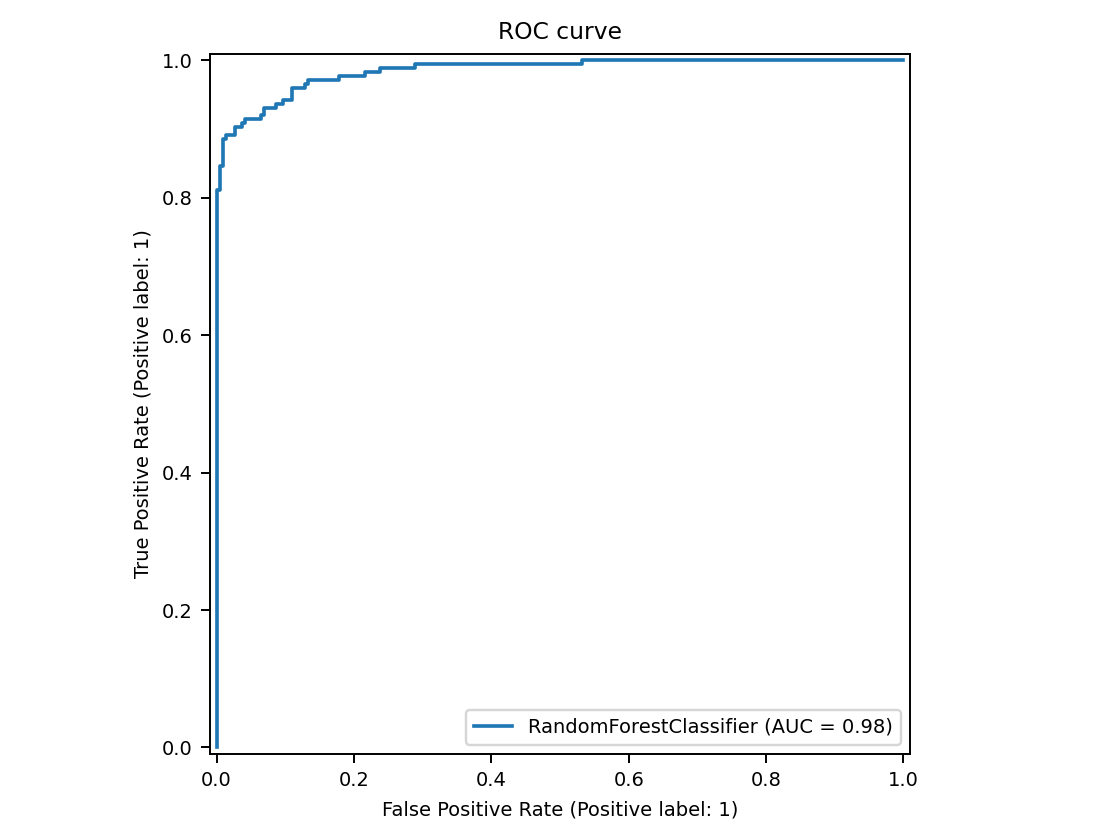 ROC curve
True Positive Rate (Positive label: 1)
1.0
0.8
0.6
0.4
0.2
0.0
RandomForestClassifier (AUC = 0.98)
0.0 0.2 0.4 0.6 0.8 1.0
False Positive Rate (Positive label: 1)